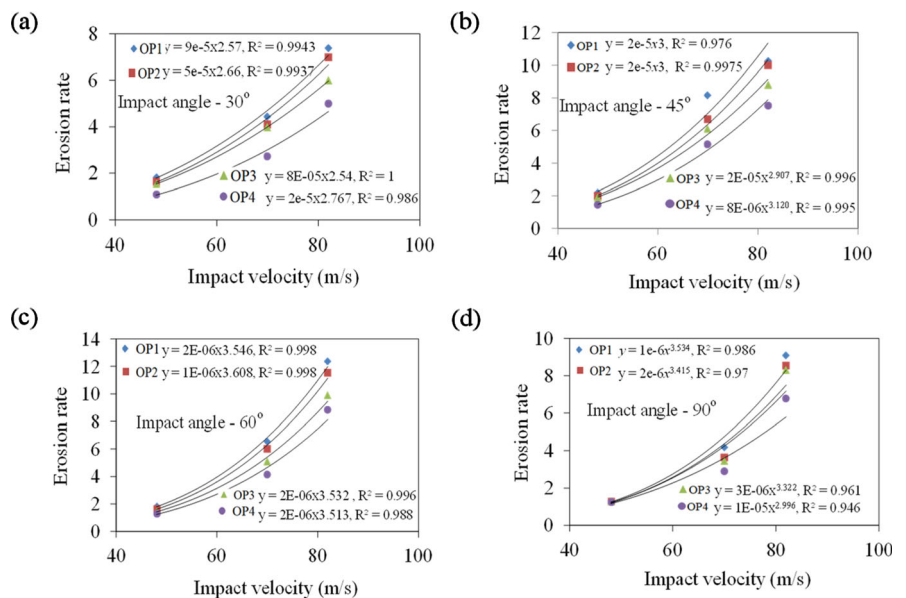 (a)
8
6
4
2
0
40
60
80
100
Erosion rate
Impact velocity (m/s)
OP1 y = 9e-5x2.57, R² = 0.9943
OP2 y = 5e-5x2.66, R² = 0.9937
Impact angle - 30°
OP3 y = 8E-05x2.54, R² = 1
OP4 y = 2e-5x2.767, R² = 0.986
(b)
12
10
8
6
4
2
0
40
60
80
100
Erosion rate
Impact velocity (m/s)
OP1 y = 2e-5x3, R² = 0.976
OP2 y = 2e-5x3, R² = 0.9975
Impact angle - 45°
OP3 y = 2E-05x²·⁹⁰⁷, R² = 0.996
OP4 y = 8E-06x³·¹²⁰, R² = 0.995
(c)
14
12
10
8
6
4
2
0
40
60
80
100
Erosion rate
Impact velocity (m/s)
OP1 y = 2E-06x3.546, R² = 0.998
OP2 y = 1E-06x3.608, R² = 0.998
Impact angle - 60°
OP3 y = 2E-06x3.532, R² = 0.996
OP4 y = 2E-06x3.513, R² = 0.988
(d)
10
8
6
4
2
0
40
60
80
100
Erosion rate
Impact velocity (m/s)
OP1 y = 1e-6x³·⁵³⁴, R² = 0.986
OP2 y = 2e-6x³·⁴¹⁵, R² = 0.97
Impact angle - 90°
OP3 y = 3E-06x³·³²², R² = 0.961
OP4 y = 1E-05x²·⁹⁹⁶, R² = 0.946